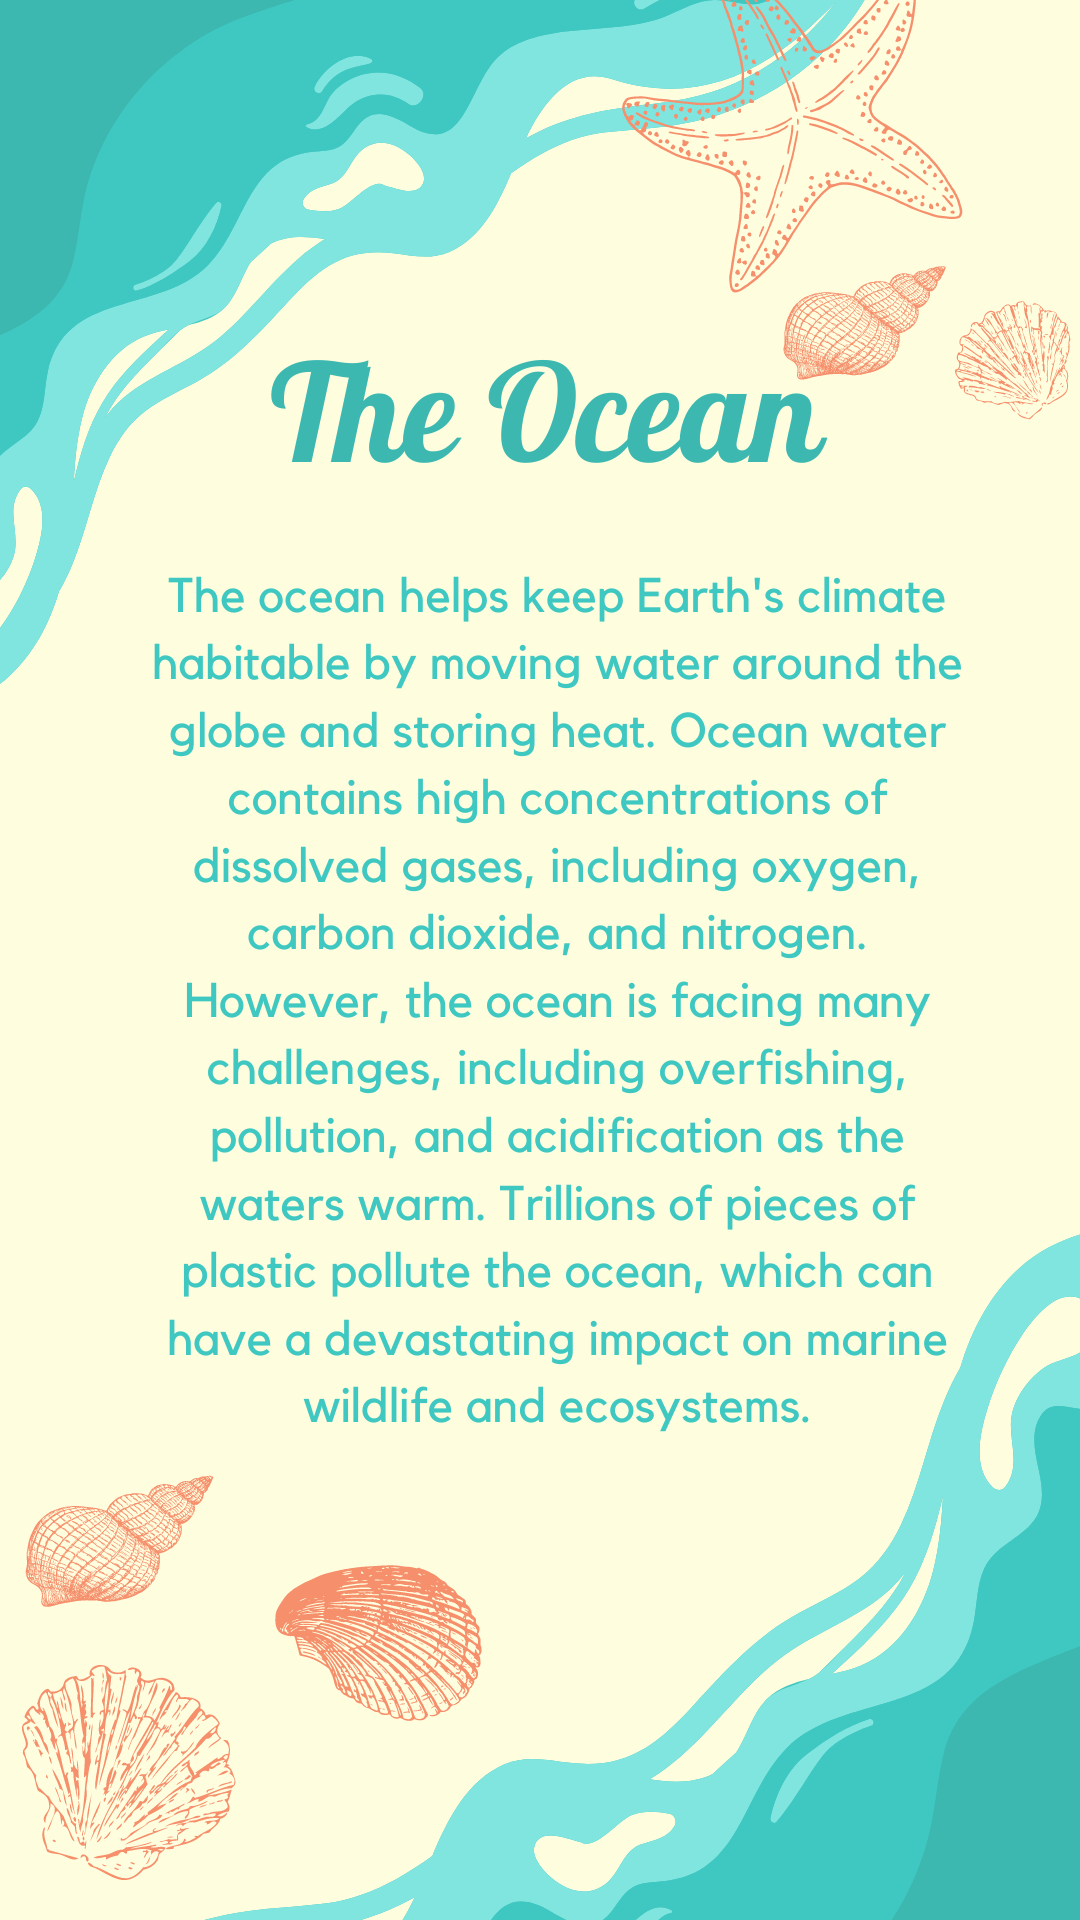 The Ocean
The ocean helps keep Earth's climate
habitable by moving water around the
globe and storing heat. Ocean water
contains high concentrations of
dissolved gases, including oxygen,
carbon dioxide, and nitrogen.
However, the ocean is facing many
challenges, including overfishing,
pollution, and acidification as the
waters warm. Trillions of pieces of
plastic pollute the ocean, which can
have a devastating impact on marine
wildlife and ecosystems.